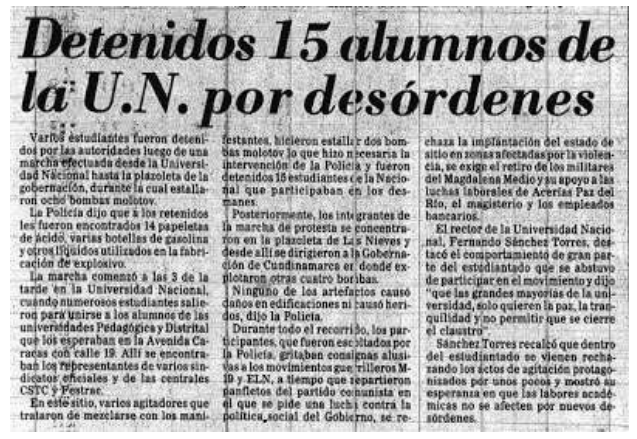 Detenidos 15 alumnos de
la U.N. por desórdenes
Varios estudiantes fueron deteni-
dos por las autoridades luego de una
marcha efectuada desde la Universi-
dad Nacional hasta la plazoleta de la
gobernación, durante la cual estalla-
ron ocho bombas molotov.
La Policía dijo que a los retenidos
les fueron encontrados 14 papeletas
de ácido, varias botellas de gasolina
y otros líquidos utilizados en la fabri-
cación de explosivo.
La marcha comenzó a las 3 de la
tarde en la Universidad Nacional,
cuando numerosos estudiantes salie-
ron para unirse a los alumnos de las
universidades Pedagógica y Distrital
que los esperaban en la Avenida Ca-
racas con calle 19. Allí se encontra-
ban los representantes de varios sin-
dicatos oficiales y de las centrales
CSTC y Festrac.
En este sitio, varios agitadores que
trataron de mezclarse con los mani-
festantes, hicieron estallar dos bom-
bas molotov lo que hizo necesaria la
intervención de la Policía y fueron
detenidos 15 estudiantes de la Nacio-
nal que participaban en los des-
manes.
Posteriormente, los integrantes de
la marcha de protesta se concentra-
ron en la plazoleta de Las Nieves y
desde allí se dirigieron a la Goberna-
ción de Cundinamarca en donde ex-
plotaron otras cuatro bombas.
Ninguno de los artefactos causó
daños en edificaciones ni causó heri-
dos, dijo la Policía.
Durante todo el recorrido, los par-
ticipantes, que fueron escoltados por
la Policía, gritaban consignas alusi-
vas a los movimientos guerrilleros M-
19 y ELN, a tiempo que repartieron
panfletos del partido comunista en
el que se pide una lucha contra la
política social del Gobierno, se re-
chaza la implantación del estado de
sitio en zonas afectadas por la violen-
cia, se exige el retiro de los militares
del Magdalena Medio y su apoyo a las
luchas laborales de Acerías Paz del
Río, el magisterio y los empleados
bancarios.
El rector de la Universidad Nacio-
nal, Fernando Sánchez Torres, des-
tacó el comportamiento de gran par-
te del estudiantado que se abstuvo
de participar en el movimiento y dijo
"que las grandes mayorías de la uni-
versidad, solo quieren la paz, la tran-
quilidad y no permitir que se cierre
el claustro".
Sánchez Torres recalcó que dentro
del estudiantado se vienen recha-
zando los actos de agitación protago-
nizados por unos pocos y mostró su
esperanza en que las labores acadé-
micas no se afecten por nuevos de-
sórdenes.